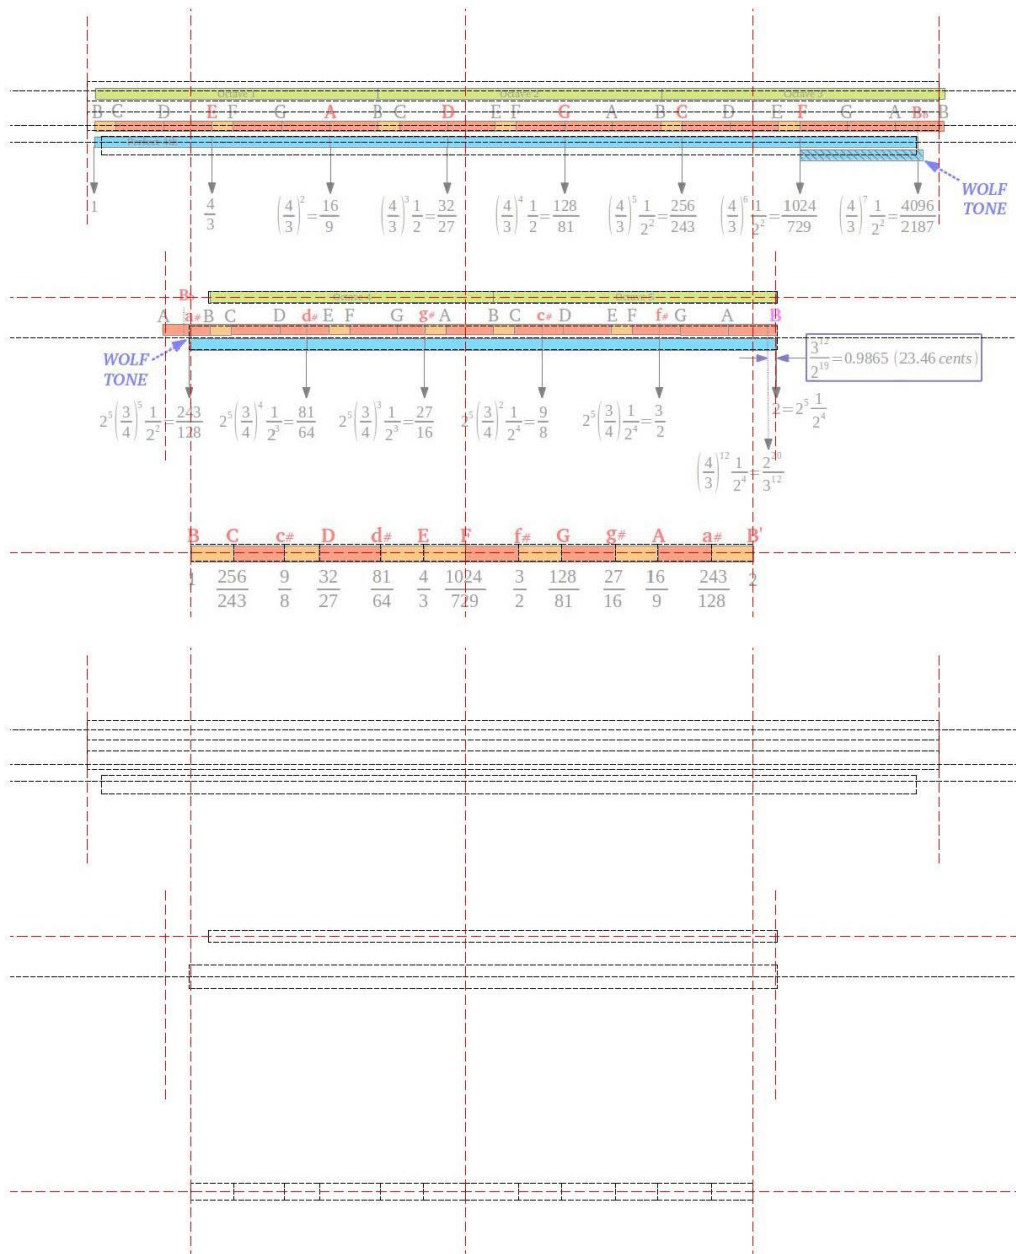 Octave 1 Octave 2 Octave 3
B C D E F G A B C D E F G A B C D E F G A B♭ B
Perfect 4th
WOLF
TONE
1 4/3 (4/3)^2=16/9 (4/3)^3 1/2=32/27 (4/3)^4 1/2=128/81 (4/3)^5 1/2^2=256/243 (4/3)^6 1/2^2=1024/729 (4/3)^7 1/2^2=4096/2187
Octave 4 Octave 5
B♭
A a# B C D d# E F G g# A B C c# D E F f# G A B
WOLF
TONE
3^12/2^19=0.9865 (23.46 cents)
2^5(3/4)^5 1/2^2=243/128 2^5(3/4)^4 1/2^3=81/64 2^5(3/4)^3 1/2^3=27/16 2^5(3/4)^2 1/2^4=9/8 2^5(3/4) 1/2^4=3/2 2=2^5 1/2^4
(4/3)^12 1/2^4=2^20/3^12
B C c# D d# E F f# G g# A a# B'
1 256/243 9/8 32/27 81/64 4/3 1024/729 3/2 128/81 27/16 16/9 243/128 2